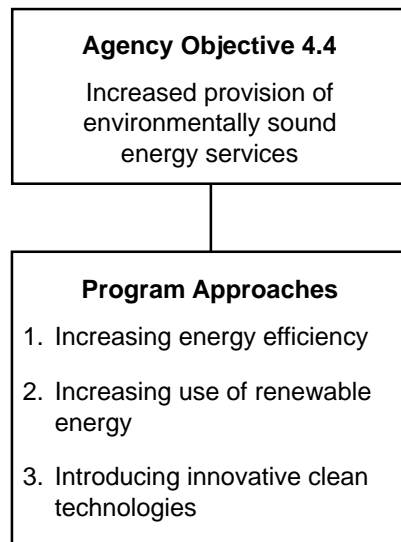 Agency Objective 4.4
Increased provision of
environmentally sound
energy services
Program Approaches
1. Increasing energy efficiency
2. Increasing use of renewable
energy
3. Introducing innovative clean
technologies